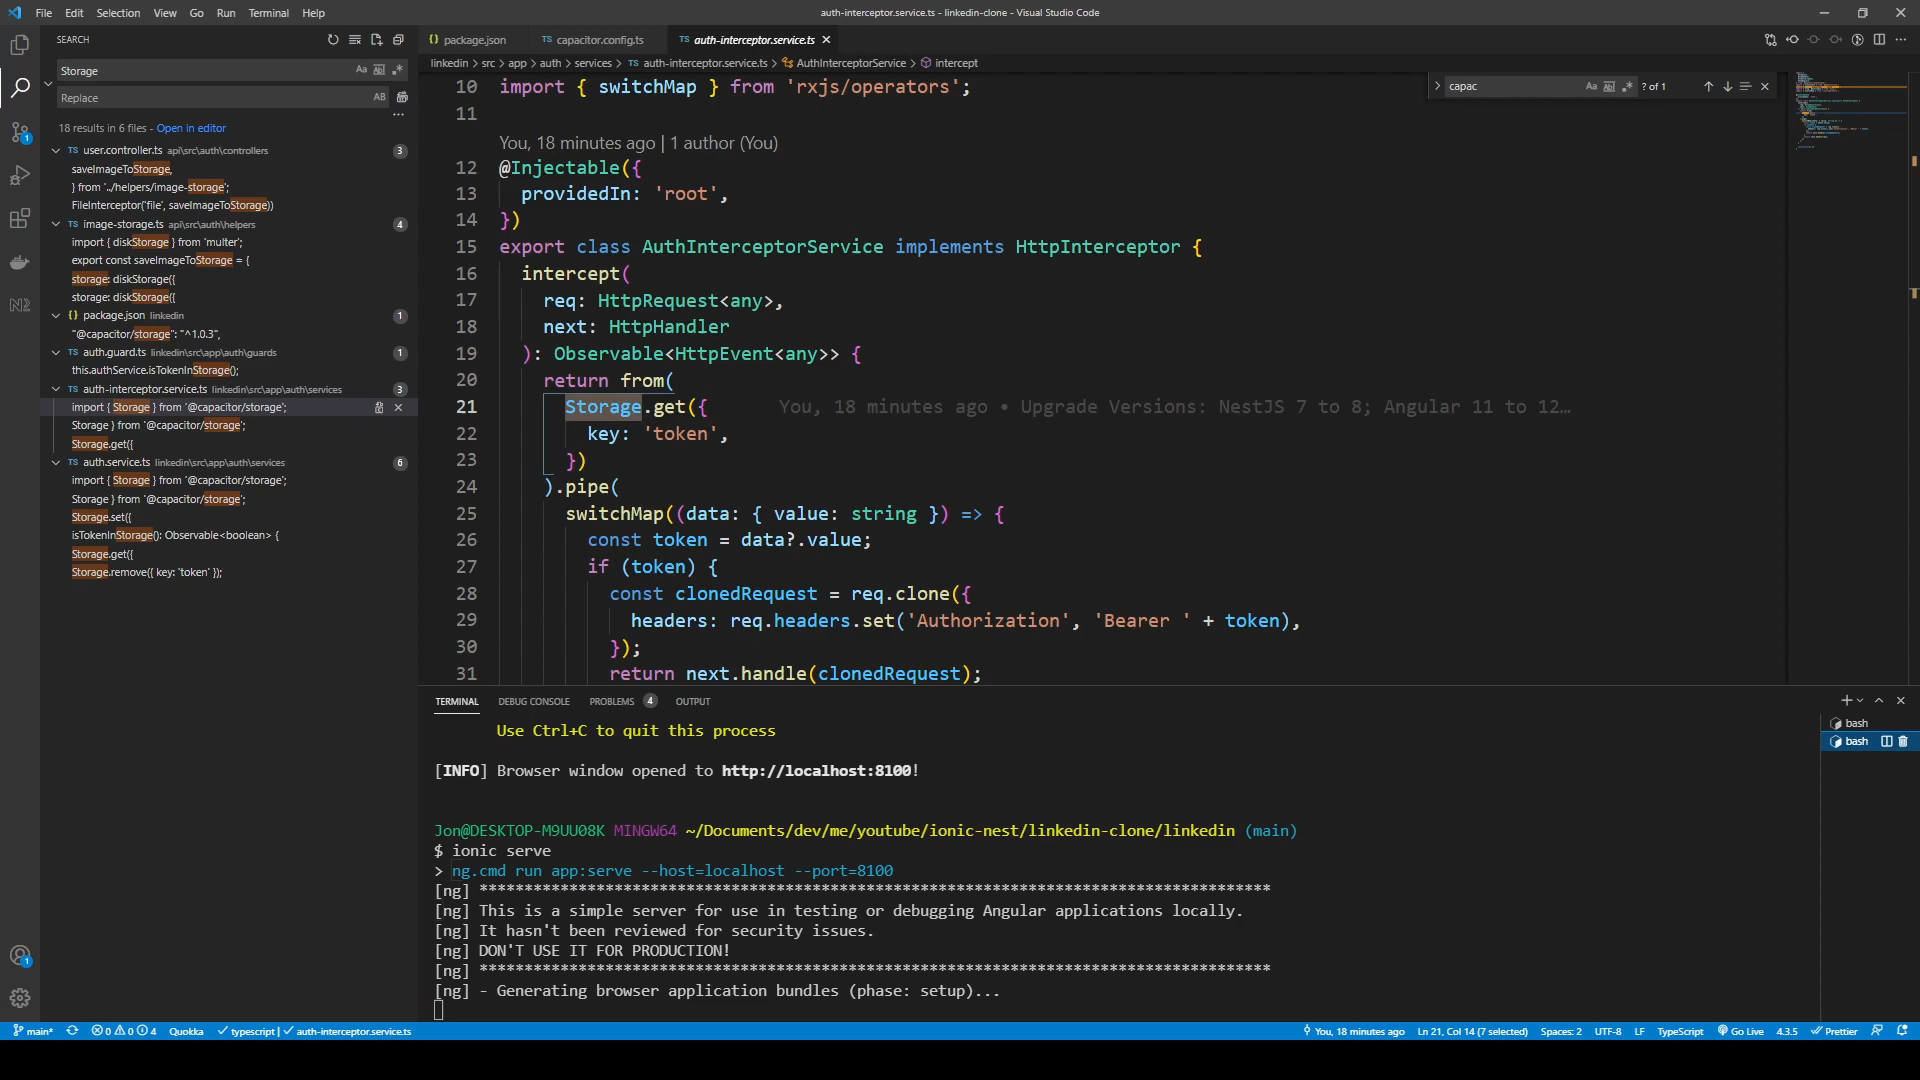 File Edit Selection View Go Run Terminal Help
auth-interceptor.service.ts - linkedin-clone - Visual Studio Code
SEARCH
Storage
Replace
18 results in 6 files - Open in editor
user.controller.ts api\src\auth\controllers 3
saveImageToStorage,
} from '../helpers/image-storage';
FileInterceptor('file', saveImageToStorage))
image-storage.ts api\src\auth\helpers 4
import { diskStorage } from 'multer';
export const saveImageToStorage = {
storage: diskStorage({
storage: diskStorage({
package.json linkedin 1
"@capacitor/storage": "^1.0.3",
auth.guard.ts linkedin\src\app\auth\guards 1
this.authService.isTokenInStorage();
auth-interceptor.service.ts linkedin\src\app\auth\services 3
import { Storage } from '@capacitor/storage';
Storage } from '@capacitor/storage';
Storage.get({
auth.service.ts linkedin\src\app\auth\services 6
import { Storage } from '@capacitor/storage';
Storage } from '@capacitor/storage';
Storage.set({
isTokenInStorage(): Observable<boolean> {
Storage.get({
Storage.remove({ key: 'token' });
{} package.json TS capacitor.config.ts TS auth-interceptor.service.ts
linkedin > src > app > auth > services > TS auth-interceptor.service.ts > AuthInterceptorService > intercept
capac ? of 1
10 import { switchMap } from 'rxjs/operators';
11
You, 18 minutes ago | 1 author (You)
12 @Injectable({
13 providedIn: 'root',
14 })
15 export class AuthInterceptorService implements HttpInterceptor {
16 intercept(
17 req: HttpRequest<any>,
18 next: HttpHandler
19 ): Observable<HttpEvent<any>> {
20 return from(
21 Storage.get({ You, 18 minutes ago • Upgrade Versions: NestJS 7 to 8; Angular 11 to 12…
22 key: 'token',
23 })
24 ).pipe(
25 switchMap((data: { value: string }) => {
26 const token = data?.value;
27 if (token) {
28 const clonedRequest = req.clone({
29 headers: req.headers.set('Authorization', 'Bearer ' + token),
30 });
31 return next.handle(clonedRequest);
TERMINAL DEBUG CONSOLE PROBLEMS 4 OUTPUT
bash
bash
Use Ctrl+C to quit this process
[INFO] Browser window opened to http://localhost:8100!
Jon@DESKTOP-M9UU08K MINGW64 ~/Documents/dev/me/youtube/ionic-nest/linkedin-clone/linkedin (main)
$ ionic serve
> ng.cmd run app:serve --host=localhost --port=8100
[ng] ****************************************************************************************
[ng] This is a simple server for use in testing or debugging Angular applications locally.
[ng] It hasn't been reviewed for security issues.
[ng] DON'T USE IT FOR PRODUCTION!
[ng] ****************************************************************************************
[ng] - Generating browser application bundles (phase: setup)...
main* 0 0 4 Quokka typescript | auth-interceptor.service.ts You, 18 minutes ago Ln 21, Col 14 (7 selected) Spaces: 2 UTF-8 LF TypeScript Go Live 4.3.5 Prettier